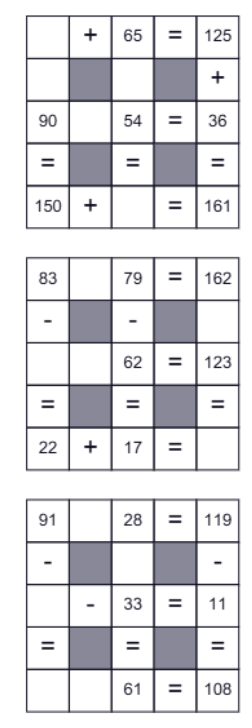 + 65 = 125
+
90 54 = 36
= = =
150 + = 161
83 79 = 162
- -
62 = 123
= = =
22 + 17 =
91 28 = 119
- -
- 33 = 11
= = =
61 = 108